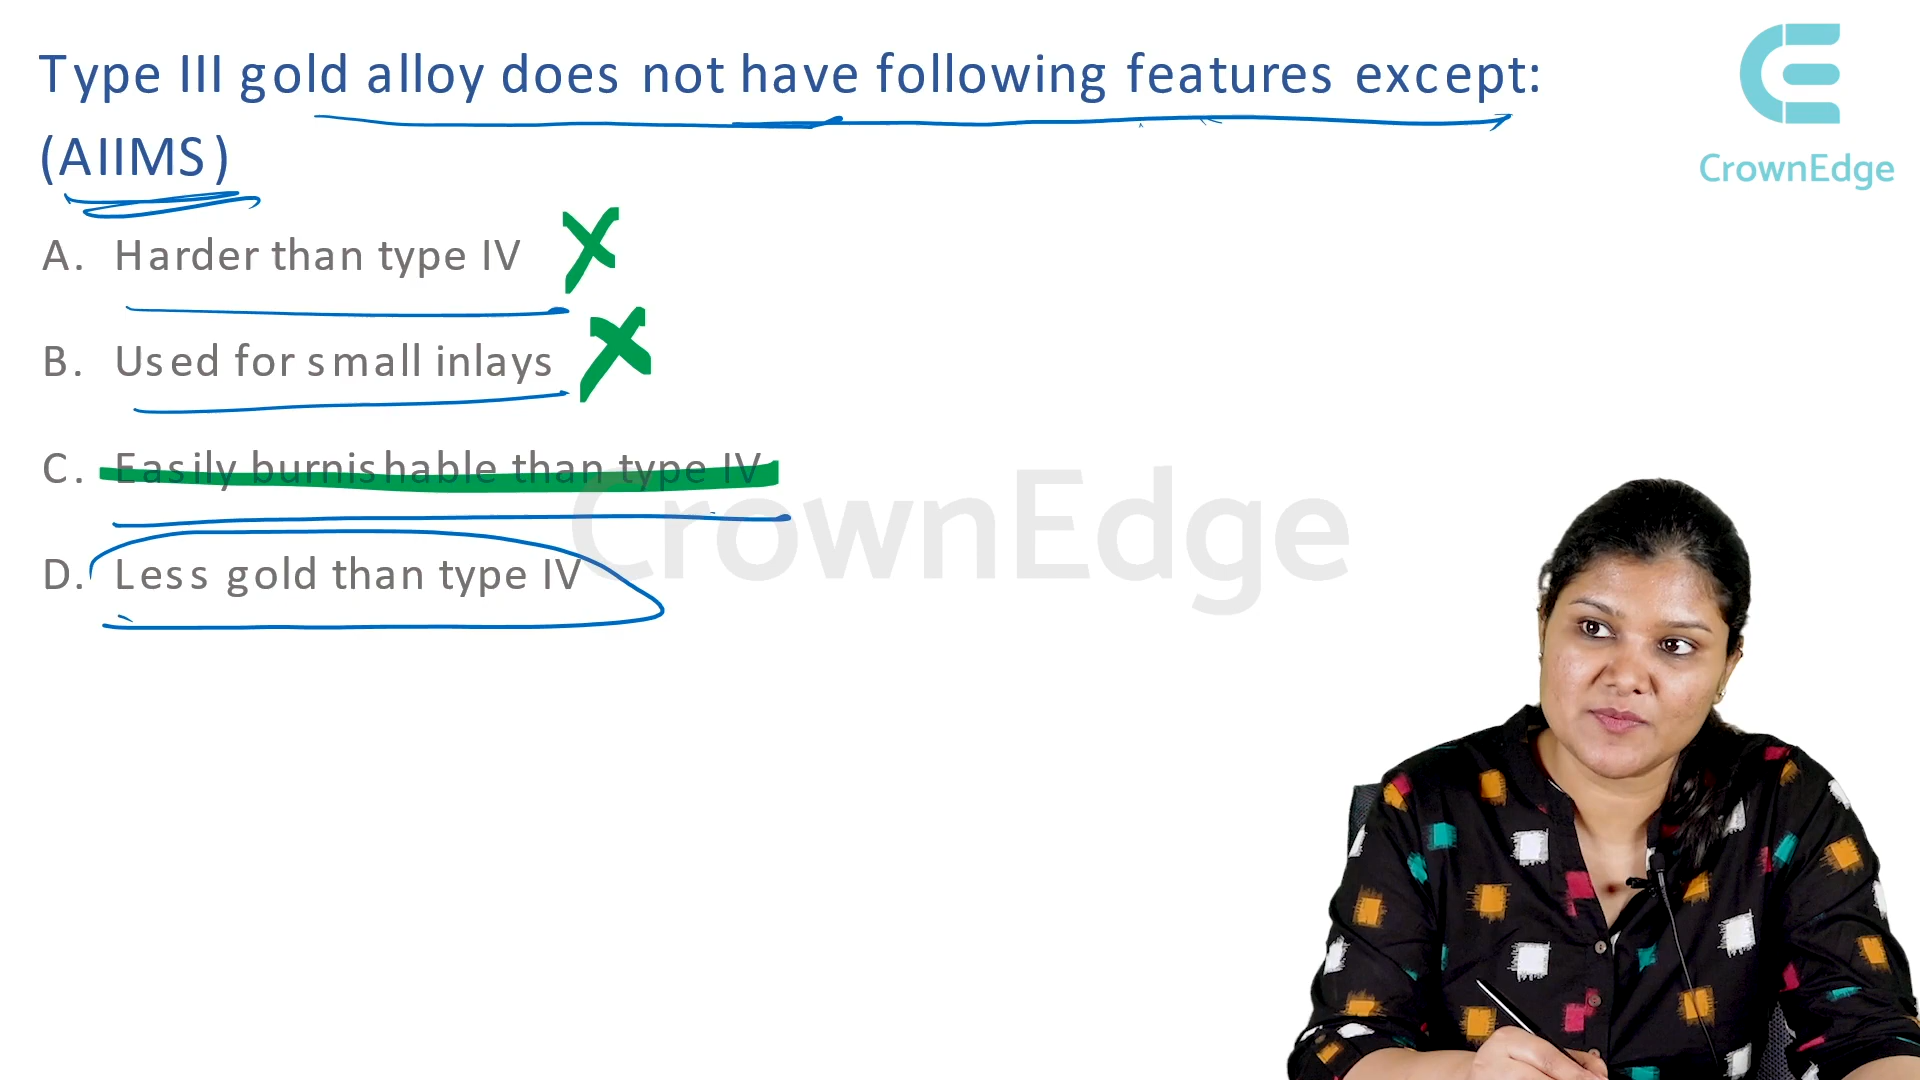 Type III gold alloy does not have following features except:
(AIIMS)
A. Harder than type IV
B. Used for small inlays
C. Easily burnishable than type IV
D. Less gold than type IV
CrownEdge
CrownEdge